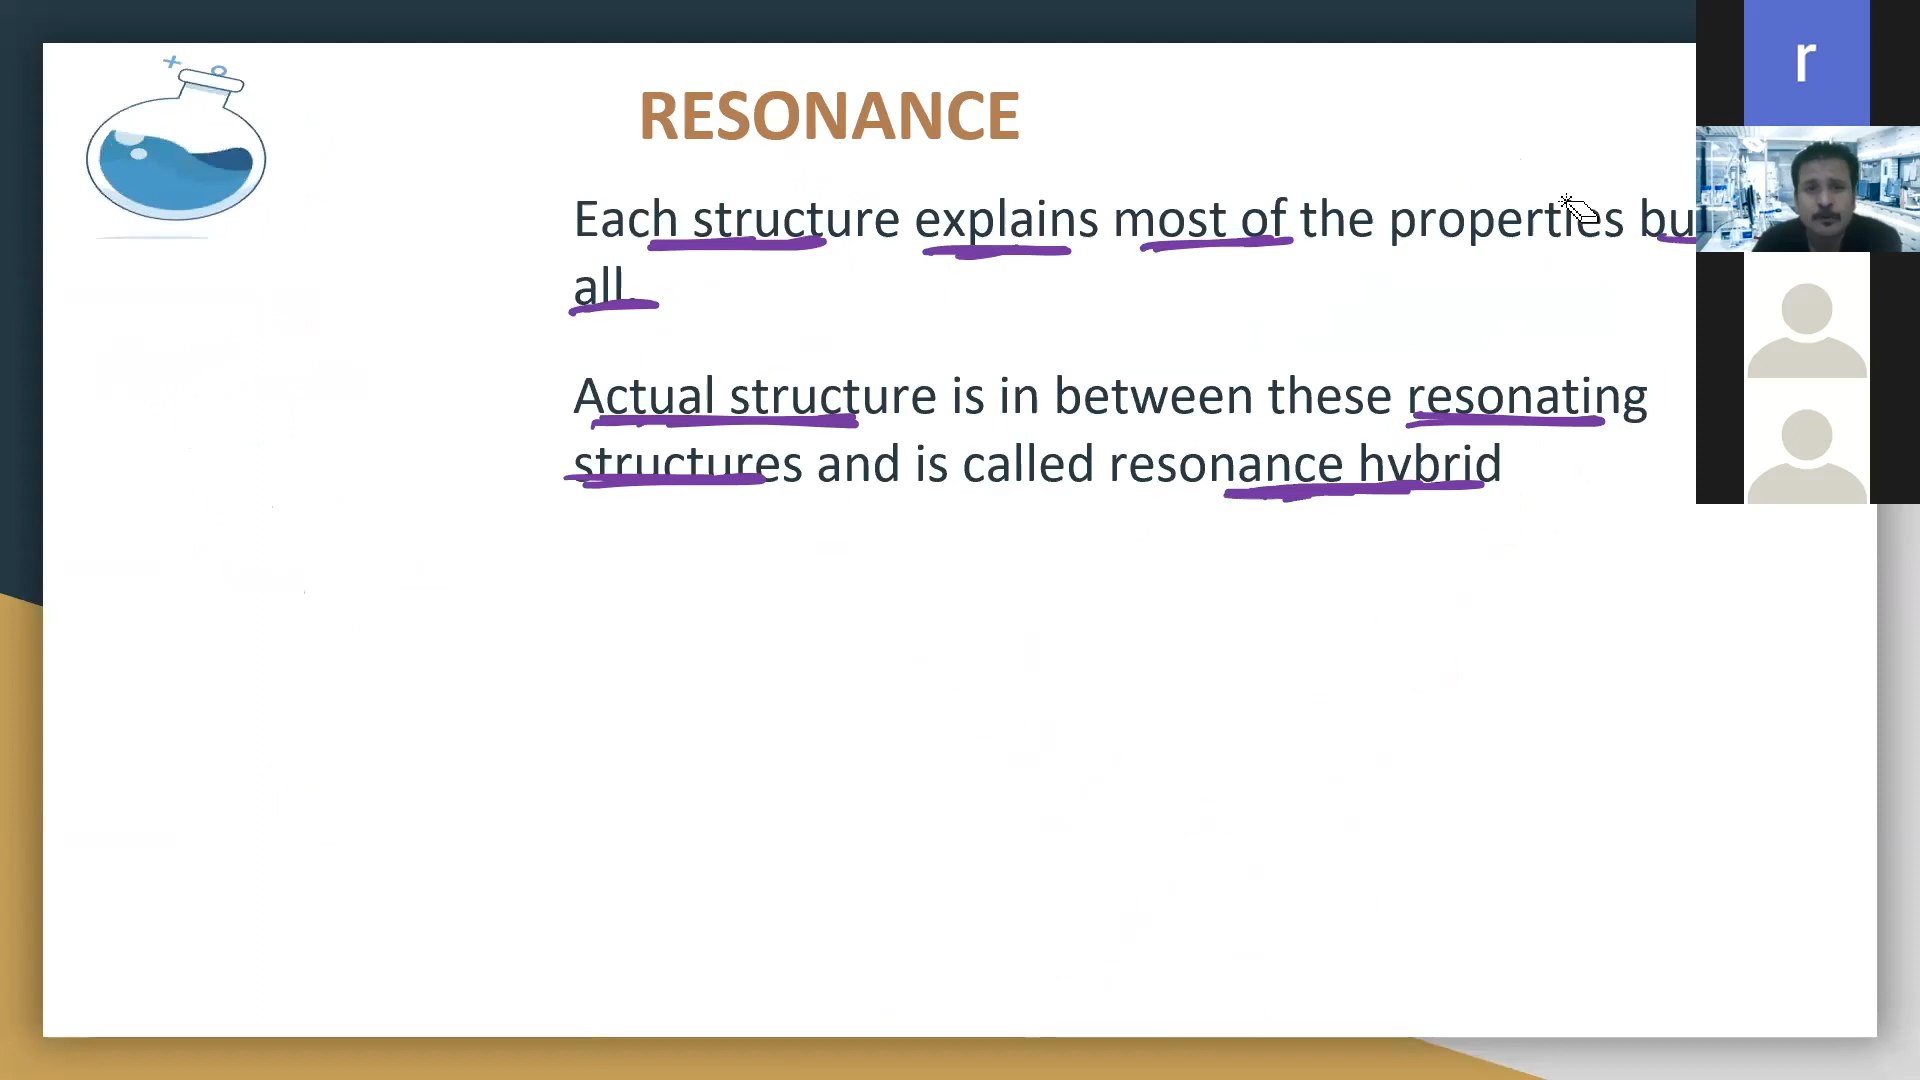 RESONANCE
r
Each structure explains most of the properties
all.
Actual structure is in between these resonating
structures and is called resonance hybrid